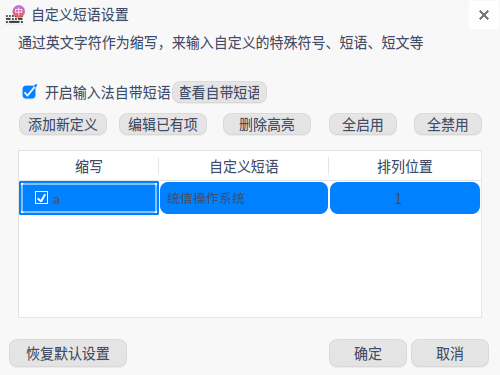 中
自定义短语设置
通过英文字符作为缩写，来输入自定义的特殊符号、短语、短文等
开启输入法自带短语 查看自带短语
添加新定义 编辑已有项 删除高亮 全启用 全禁用
缩写 自定义短语 排列位置
a 统信操作系统 1
恢复默认设置 确定 取消